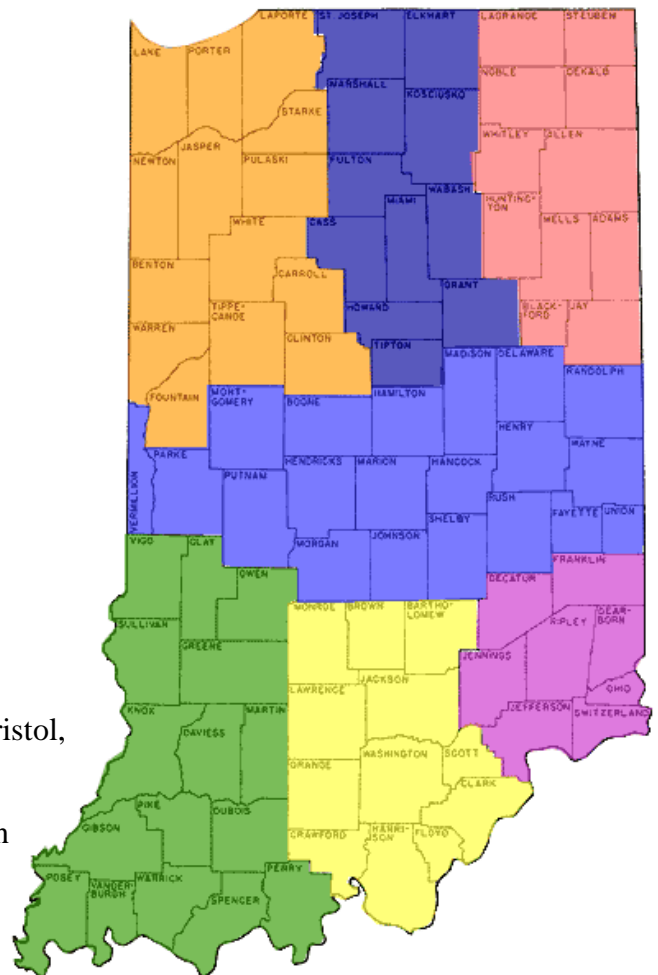 LAPORTE ST. JOSEPH ELKHART LAGRANGE STEUBEN
LAKE PORTER
NOBLE DEKALB
MARSHALL
KOSCIUSKO
STARKE
WHITLEY ALLEN
JASPER
NEWTON PULASKI FULTON
WABASH
MIAMI HUNTING-
TON
WHITE CASS WELLS ADAMS
BENTON
CARROLL
GRANT
TIPPE-
CANOE
HOWARD BLACK-
FORD JAY
WARREN
CLINTON TIPTON
MADISON DELAWARE
RANDOLPH
FOUNTAIN MONT-
GOMERY BOONE HAMILTON
HENRY
WAYNE
PARKE
HENDRICKS MARION HANCOCK
PUTNAM
VERMILLION
RUSH
FAYETTE UNION
SHELBY
MORGAN JOHNSON
VIGO CLAY
FRANKLIN
OWEN DECATUR
MONROE BROWN BARTHO-
LOMEW
DEAR-
BORN
SULLIVAN
RIPLEY
GREENE
JENNINGS
JACKSON
LAWRENCE
OHIO
KNOX MARTIN
JEFFERSON SWITZERLAND
ristol,
DAVIESS
WASHINGTON SCOTT
ORANGE
CLARK
PIKE DUBOIS
GIBSON
n
CRAWFORD HARRI-
SON FLOYD
PERRY
POSEY VANDER-
BURGH WARRICK
SPENCER